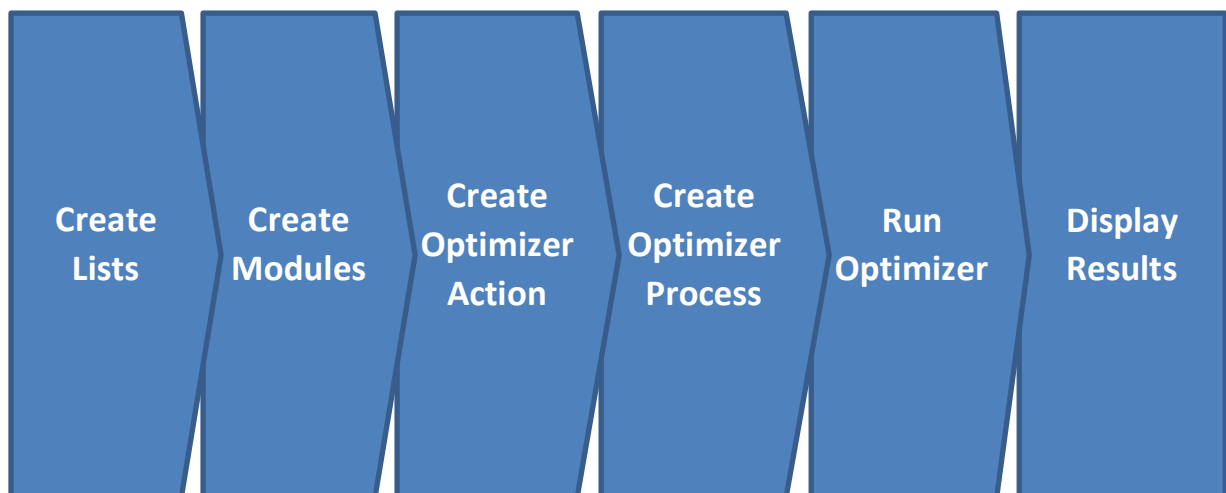 Create
Lists
Create
Modules
Create
Optimizer
Action
Create
Optimizer
Process
Run
Optimizer
Display
Results